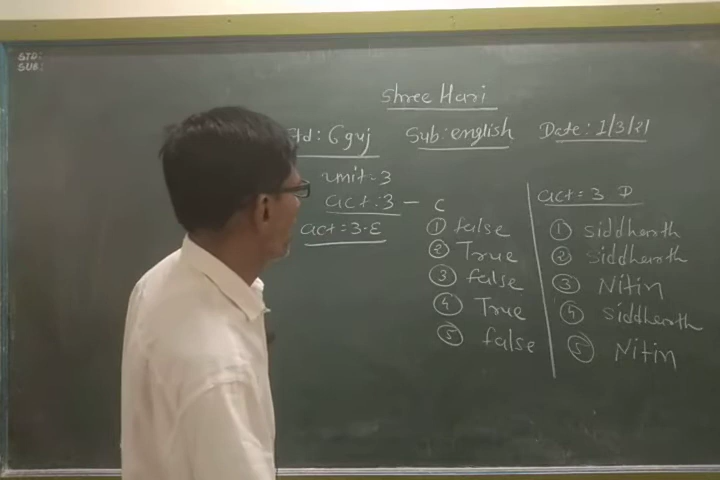 STD:
SUB:
Shree Hari
Std: 6 guj Sub: english Date: 1/3/21
Unit-3
act:3 - C
act=3.E
① false
② True
③ false
④ True
⑤ false
act=3 D
① siddharth
② siddharth
③ Nitin
④ siddharth
⑤ Nitin